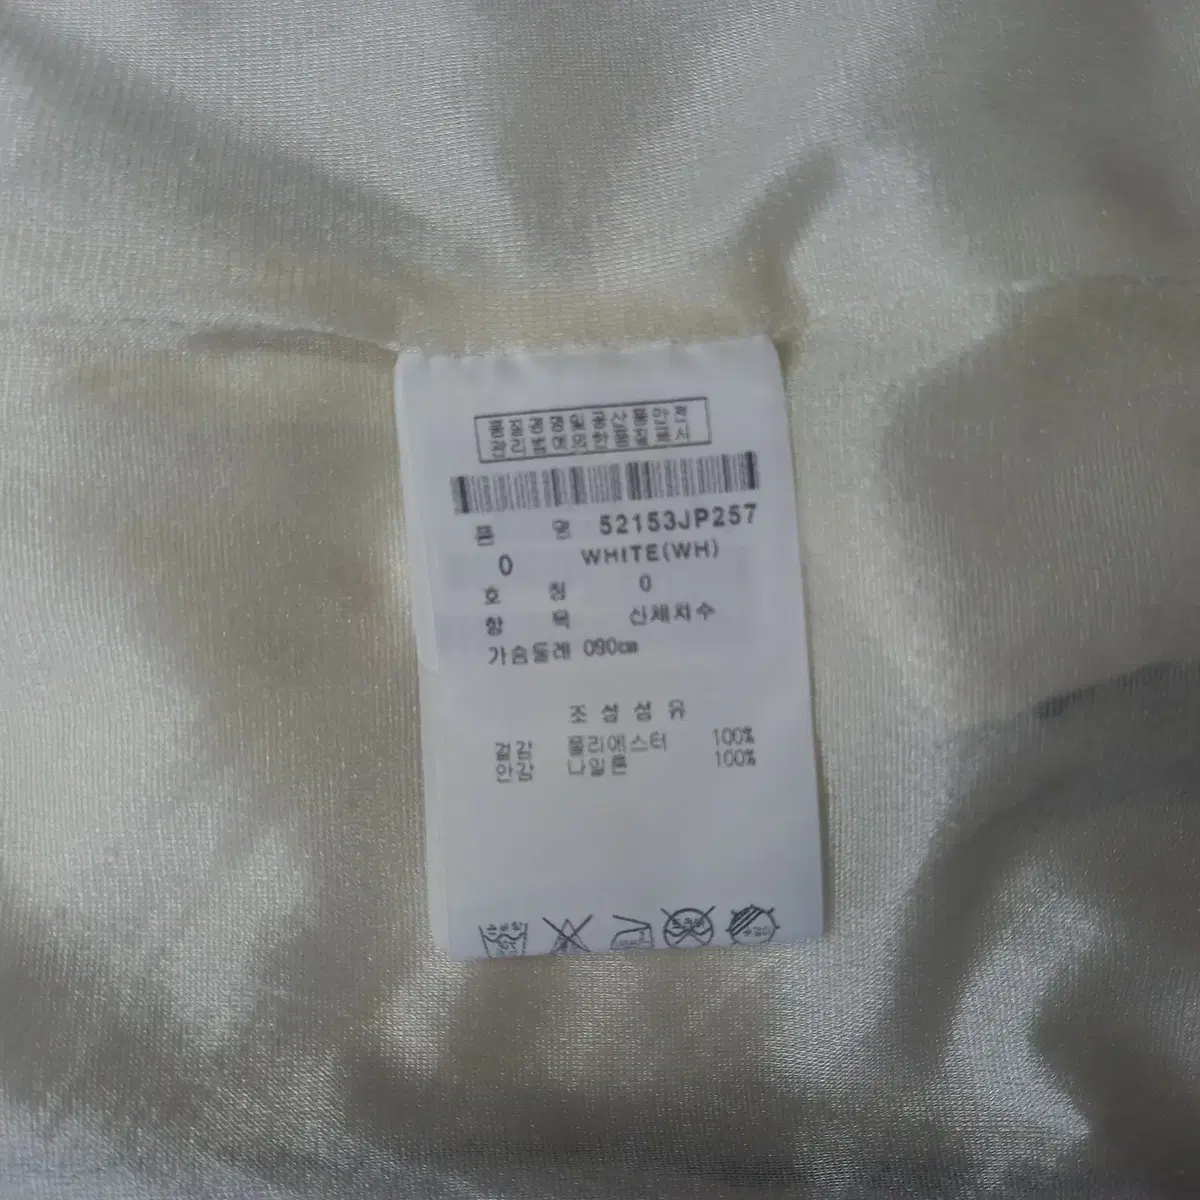 품질경영및공산품안전
관리법에의한품질표시
품 명 52153JP257
0 WHITE(WH)
호 칭 0
항 목 신체치수
가슴둘레 090cm
조성섬유
겉감 폴리에스터 100%
안감 나일론 100%